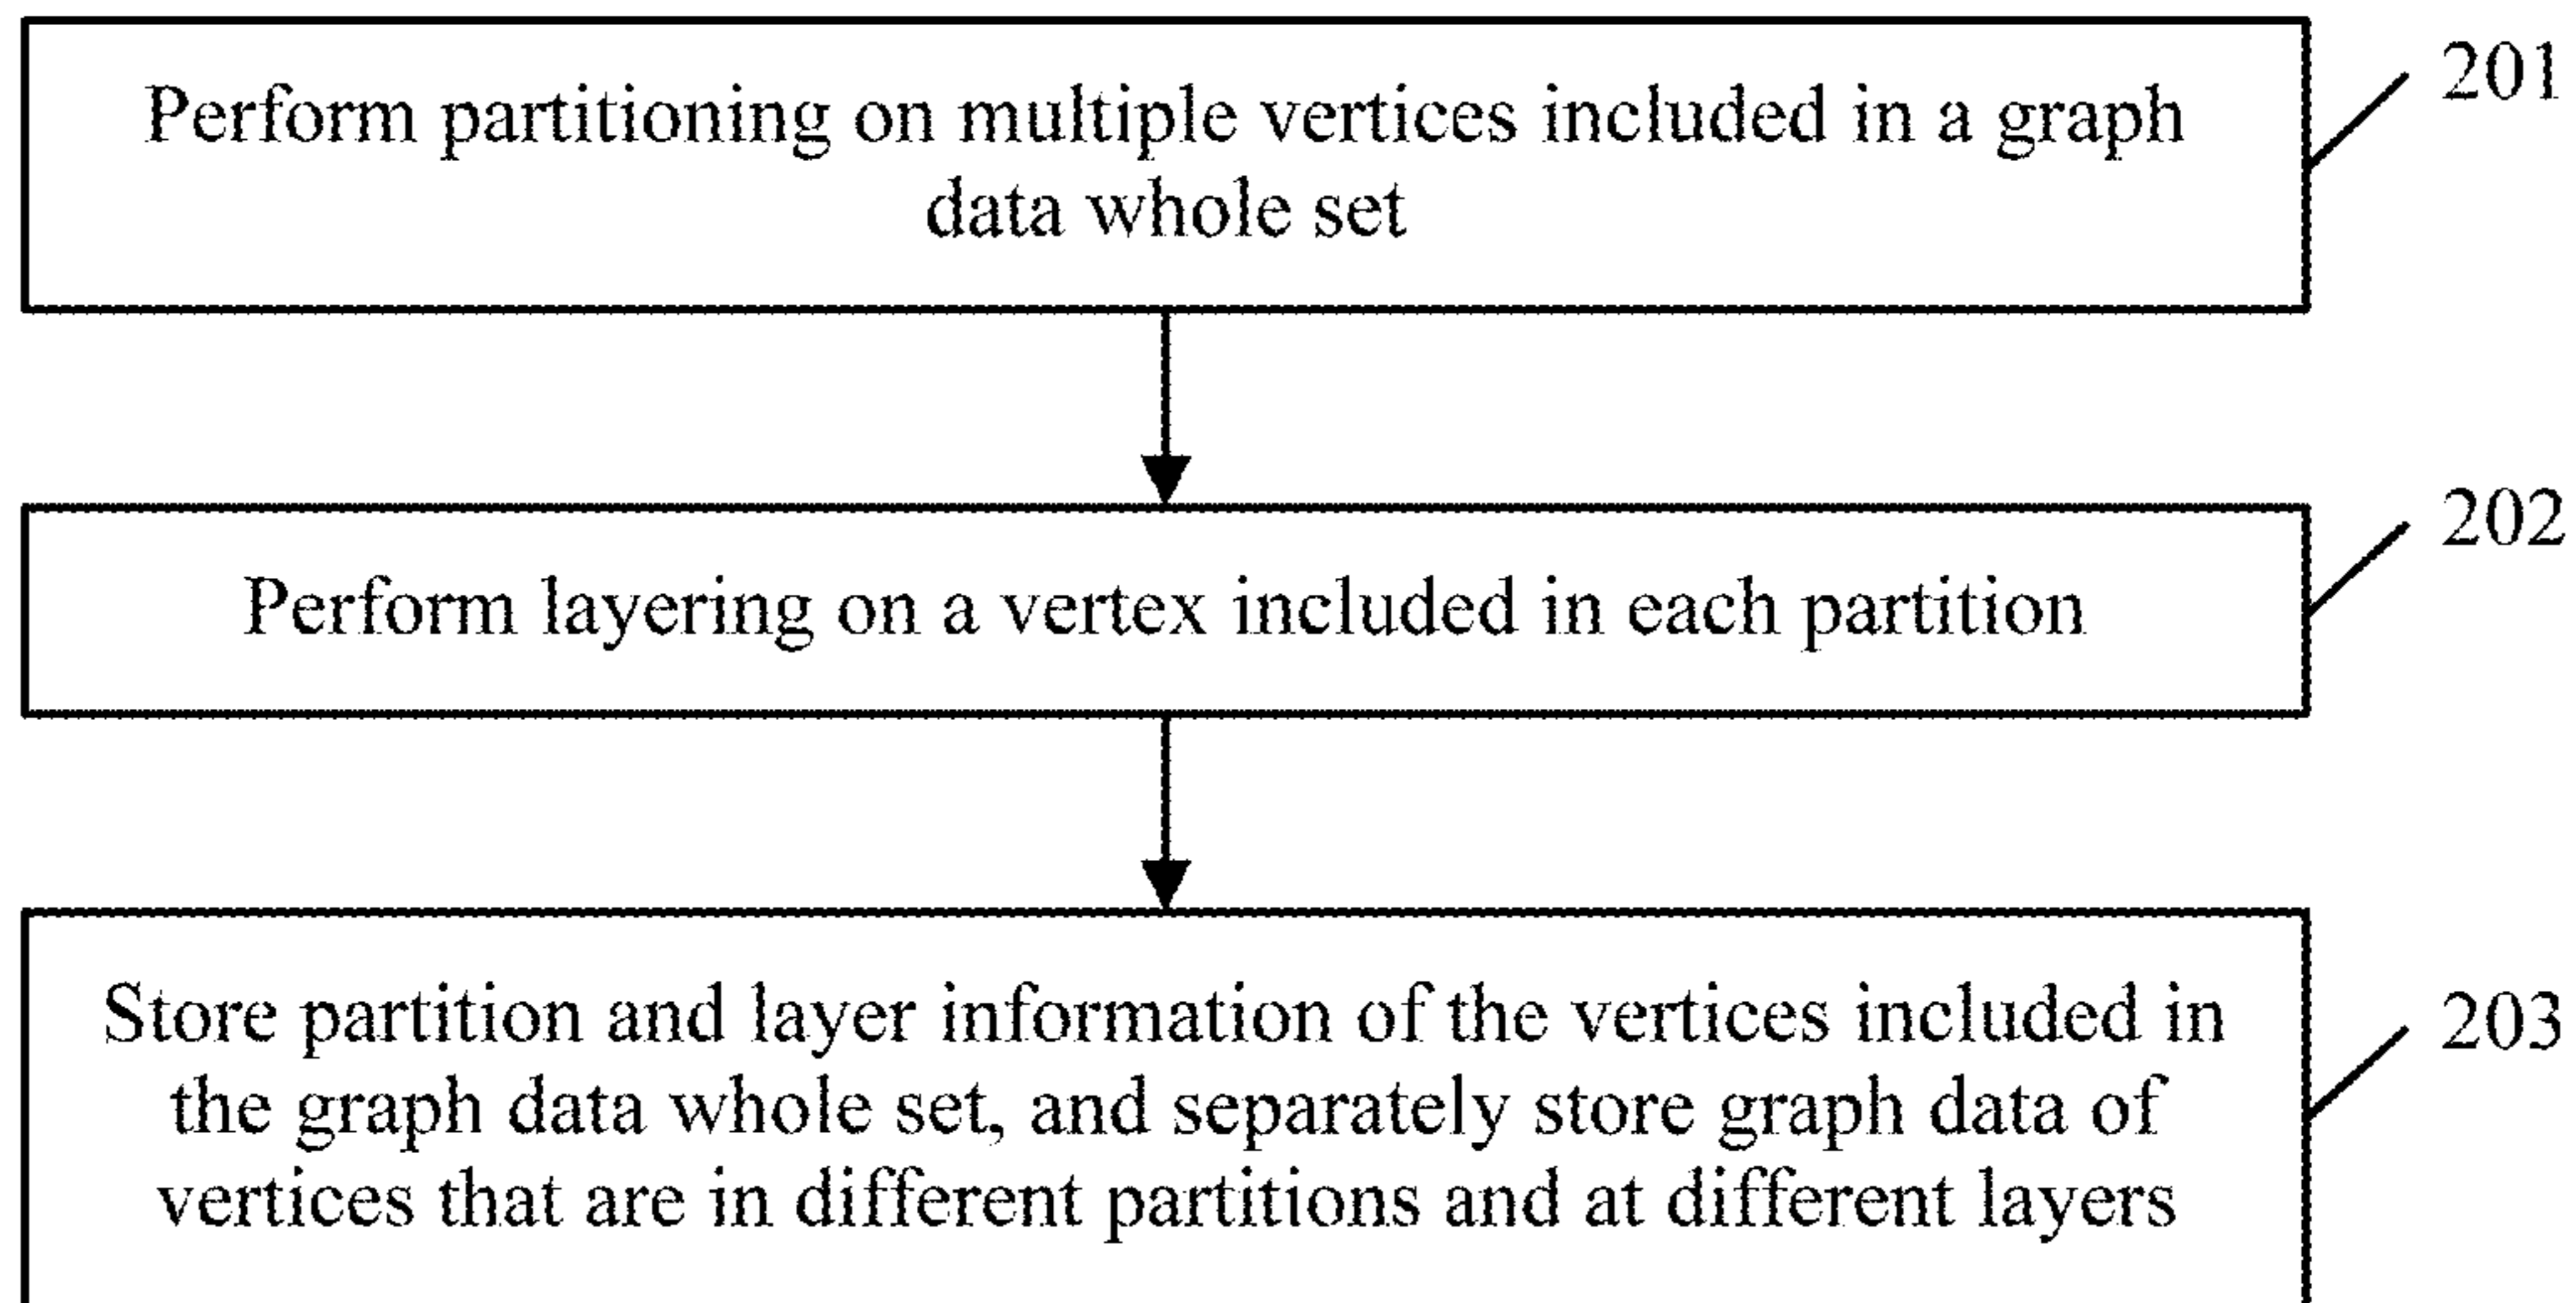 Perform partitioning on multiple vertices included in a graph
data whole set
201
Perform layering on a vertex included in each partition
202
Store partition and layer information of the vertices included in
the graph data whole set, and separately store graph data of
vertices that are in different partitions and at different layers
203